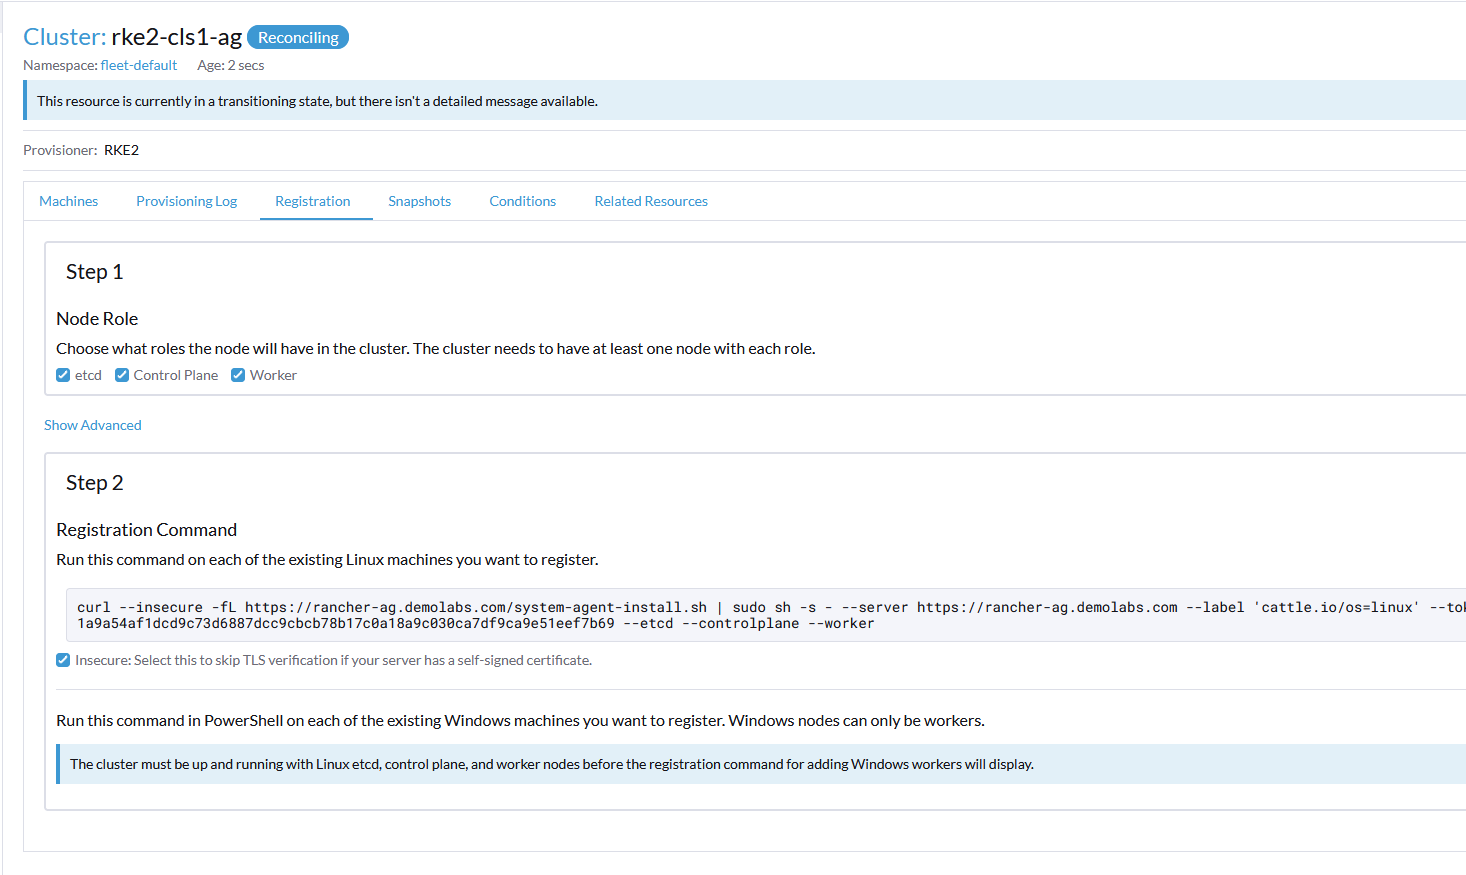 Cluster: rke2-cls1-ag Reconciling
Namespace: fleet-default Age: 2 secs
This resource is currently in a transitioning state, but there isn't a detailed message available.
Provisioner: RKE2
Machines Provisioning Log Registration Snapshots Conditions Related Resources
Step 1
Node Role
Choose what roles the node will have in the cluster. The cluster needs to have at least one node with each role.
etcd Control Plane Worker
Show Advanced
Step 2
Registration Command
Run this command on each of the existing Linux machines you want to register.
curl --insecure -fL https://rancher-ag.demolabs.com/system-agent-install.sh | sudo sh -s - --server https://rancher-ag.demolabs.com --label 'cattle.io/os=linux' --tok
1a9a54af1dcd9c73d6887dcc9cbcb78b17c0a18a9c030ca7df9ca9e51eef7b69 --etcd --controlplane --worker
Insecure: Select this to skip TLS verification if your server has a self-signed certificate.
Run this command in PowerShell on each of the existing Windows machines you want to register. Windows nodes can only be workers.
The cluster must be up and running with Linux etcd, control plane, and worker nodes before the registration command for adding Windows workers will display.